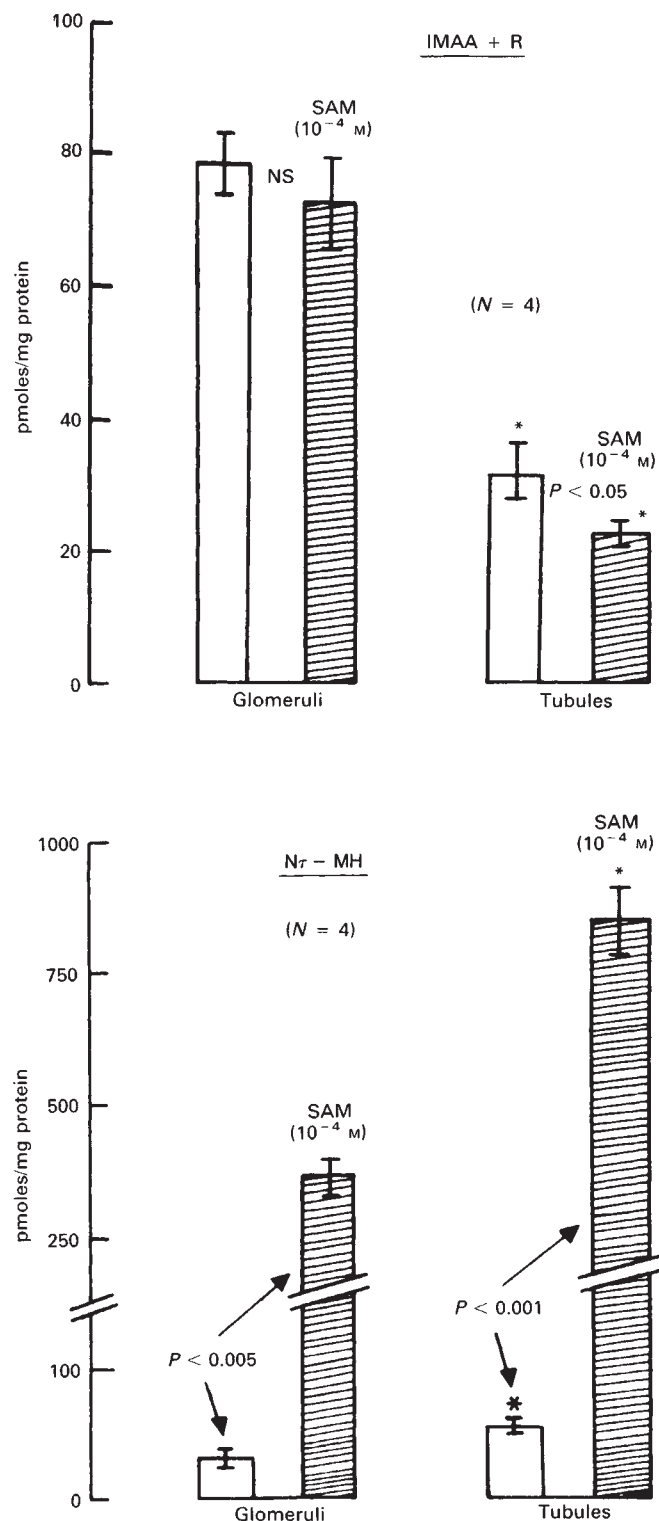 100
IMAA + R
SAM
(10⁻⁴ M)
80
NS
pmoles/mg protein
60
(N = 4)
40
*
SAM
(10⁻⁴ M)
P < 0.05
*
20
0
Glomeruli
Tubules
1000
SAM
(10⁻⁴ M)
*
Nτ – MH
(N = 4)
750
pmoles/mg protein
500
SAM
(10⁻⁴ M)
250
P < 0.001
P < 0.005
100
*
0
Glomeruli
Tubules